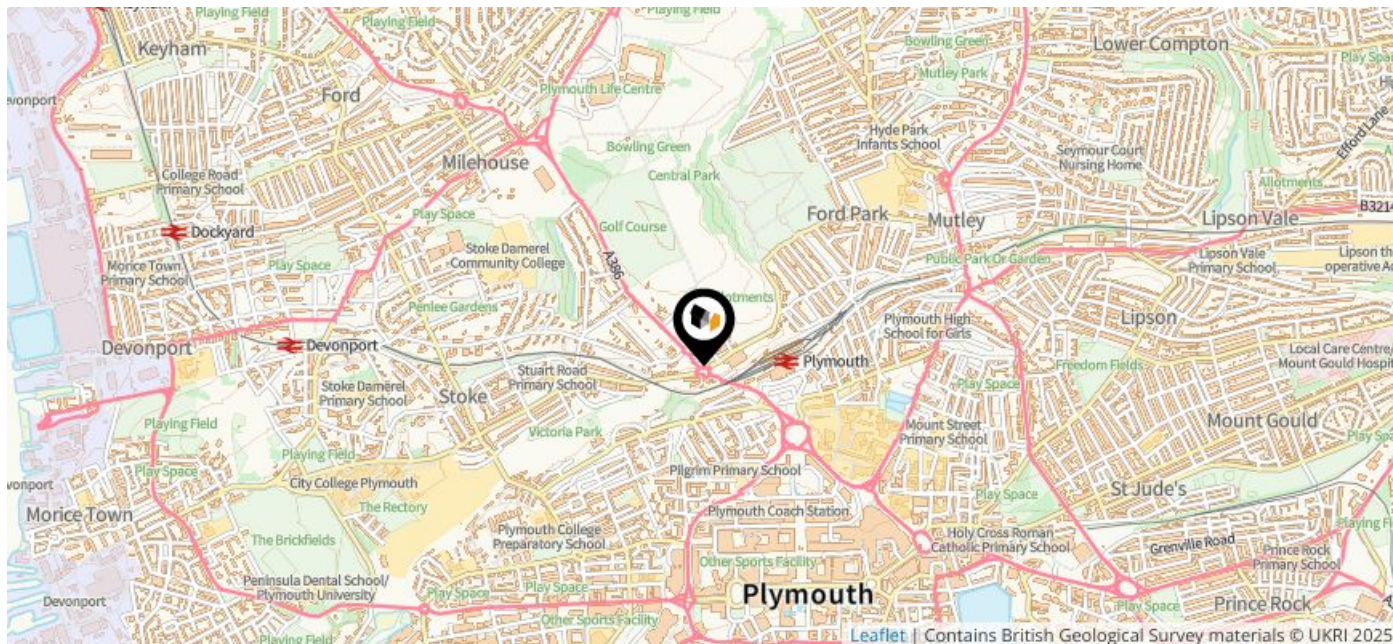 Playing Field
Playing Field
Keyham
Bowling Green
Lower Compton
Mutley Park
Play Space
Devonport
Ford
Plymouth Life Centre
Hyde Park
Infants School
Efford Lane
Bowling Green
Seymour Court
Nursing Home
Milehouse
College Road
Primary School
Central Park
Allotments
Play Space
Ford Park
Mutley
B3214
Lipson Vale
Dockyard
Golf Course
Stoke Damerel
-Community College
A386
Public Park Or Garden
Lipson Vale
Primary School
Morice Town
Primary School
Play Space
Penlee Gardens
Allotments
Plymouth High
School for Girls
Lipson
Devonport
Devonport
Plymouth
Local Care Centre/
Mount Gould Hospi
Freedom Fields
Stuart Road
Primary School
Stoke Damerel
Primary School
Stoke
Play Space
Mount Gould
Playing Field
Victoria Park
Mount Street
Primary School
Playing Field
Pilgrim Primary School
Play Space
City College Plymouth
St Jude's
Play Space
Morice Town
The Rectory
Plymouth Coach Station
Plymouth College
Preparatory School
Holy Cross Roman
Catholic Primary School
Grenville Road
The Brickfields
Other Sports Facility
Prince Rock
Primary School
Peninsula Dental School/
Plymouth University
Play Space
Play Space
Devonport
Plymouth
Play Space
Prince Rock
Other Sports Facility
Playing Field
Leaflet | Contains British Geological Survey materials © UKRI 202